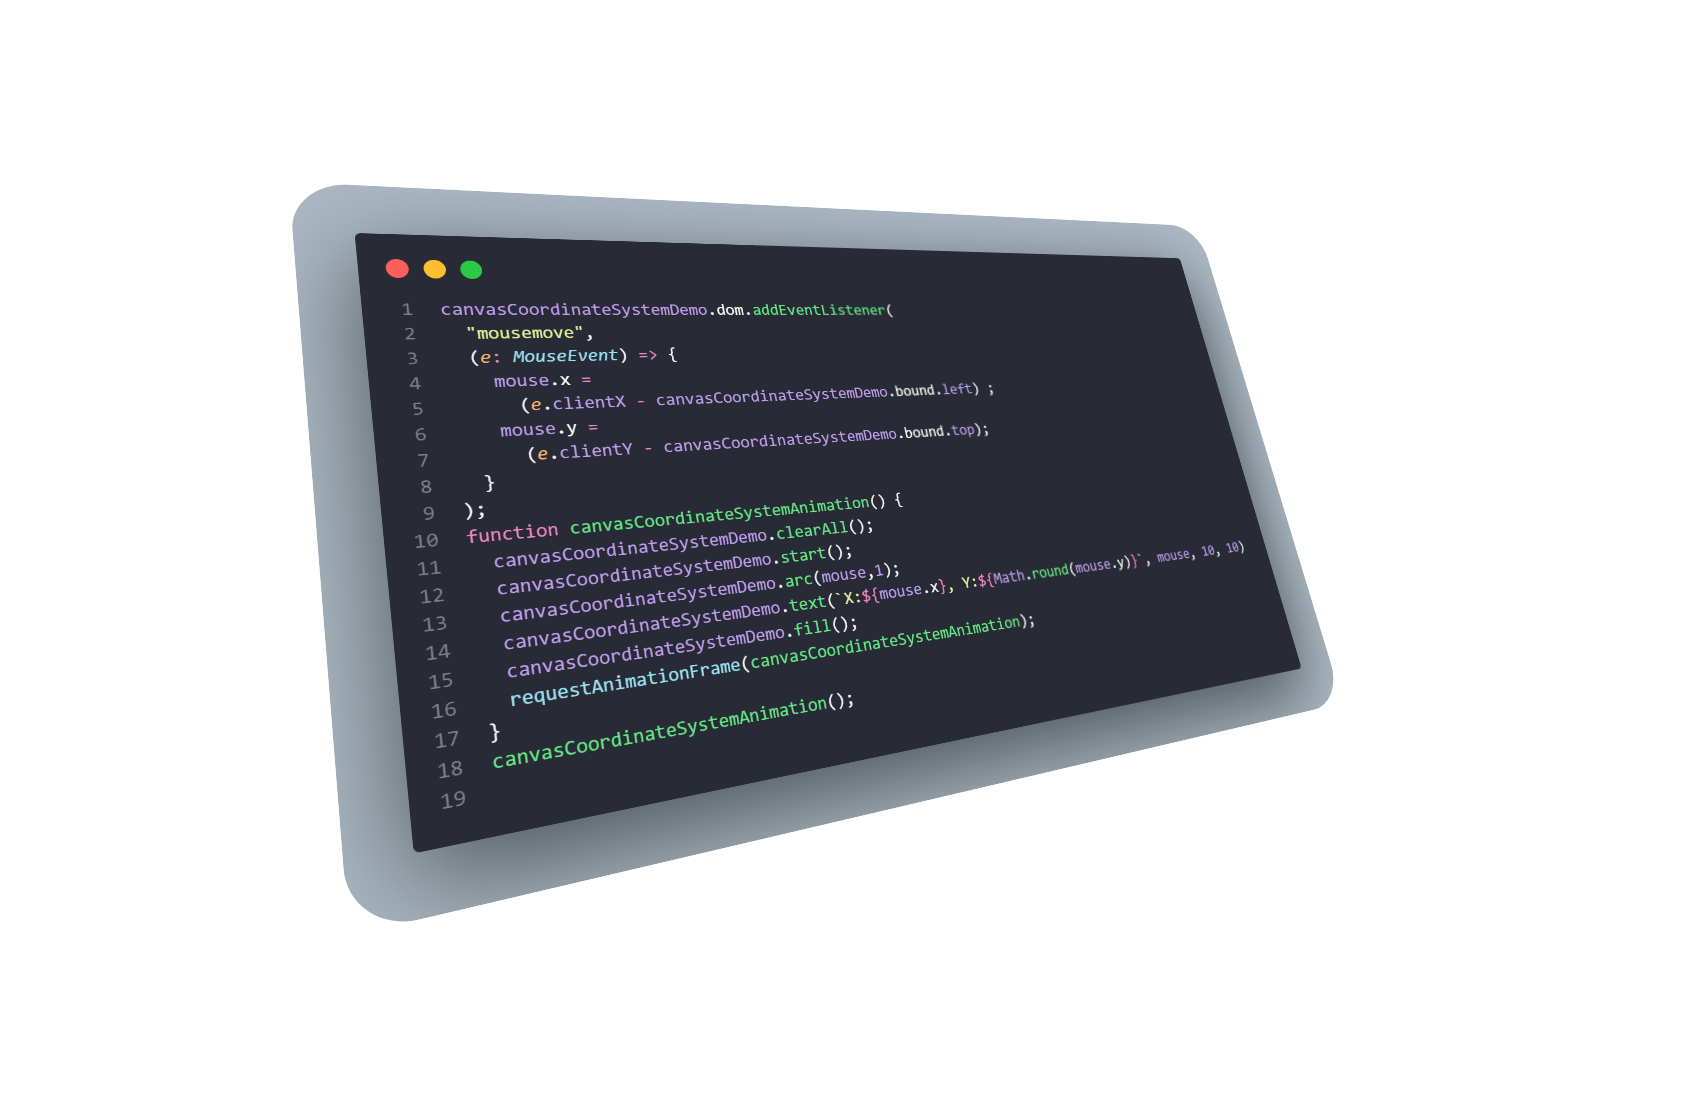 1 canvasCoordinateSystemDemo.dom.addEventListener(
2 "mousemove",
3 (e: MouseEvent) => {
4 mouse.x =
5 (e.clientX - canvasCoordinateSystemDemo.bound.left) ;
6 mouse.y =
7 (e.clientY - canvasCoordinateSystemDemo.bound.top);
8 }
9 );
10 function canvasCoordinateSystemAnimation() {
11 canvasCoordinateSystemDemo.clearAll();
12 canvasCoordinateSystemDemo.start();
13 canvasCoordinateSystemDemo.arc(mouse,1);
14 canvasCoordinateSystemDemo.text(`X:${mouse.x}, Y:${Math.round(mouse.y)}`, mouse, 10, 10)
15 canvasCoordinateSystemDemo.fill();
16 requestAnimationFrame(canvasCoordinateSystemAnimation);
17 }
18 canvasCoordinateSystemAnimation();
19